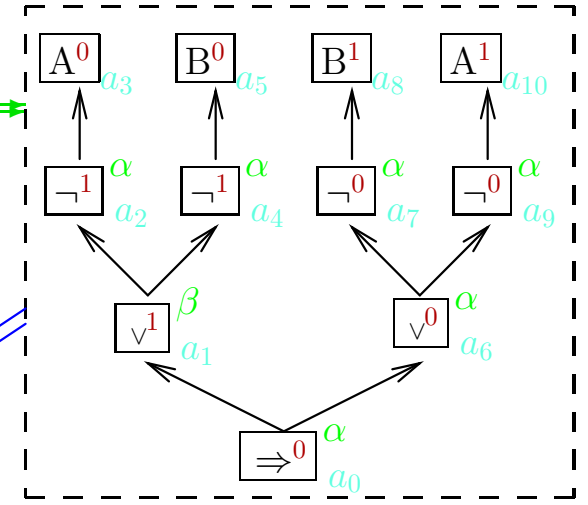 A⁰ a₃ B⁰ a₅ B¹ a₈ A¹ a₁₀
¬¹ α a₂ ¬¹ α a₄ ¬⁰ α a₇ ¬⁰ α a₉
∨¹ β a₁ ∨⁰ α a₆
⇒⁰ α a₀